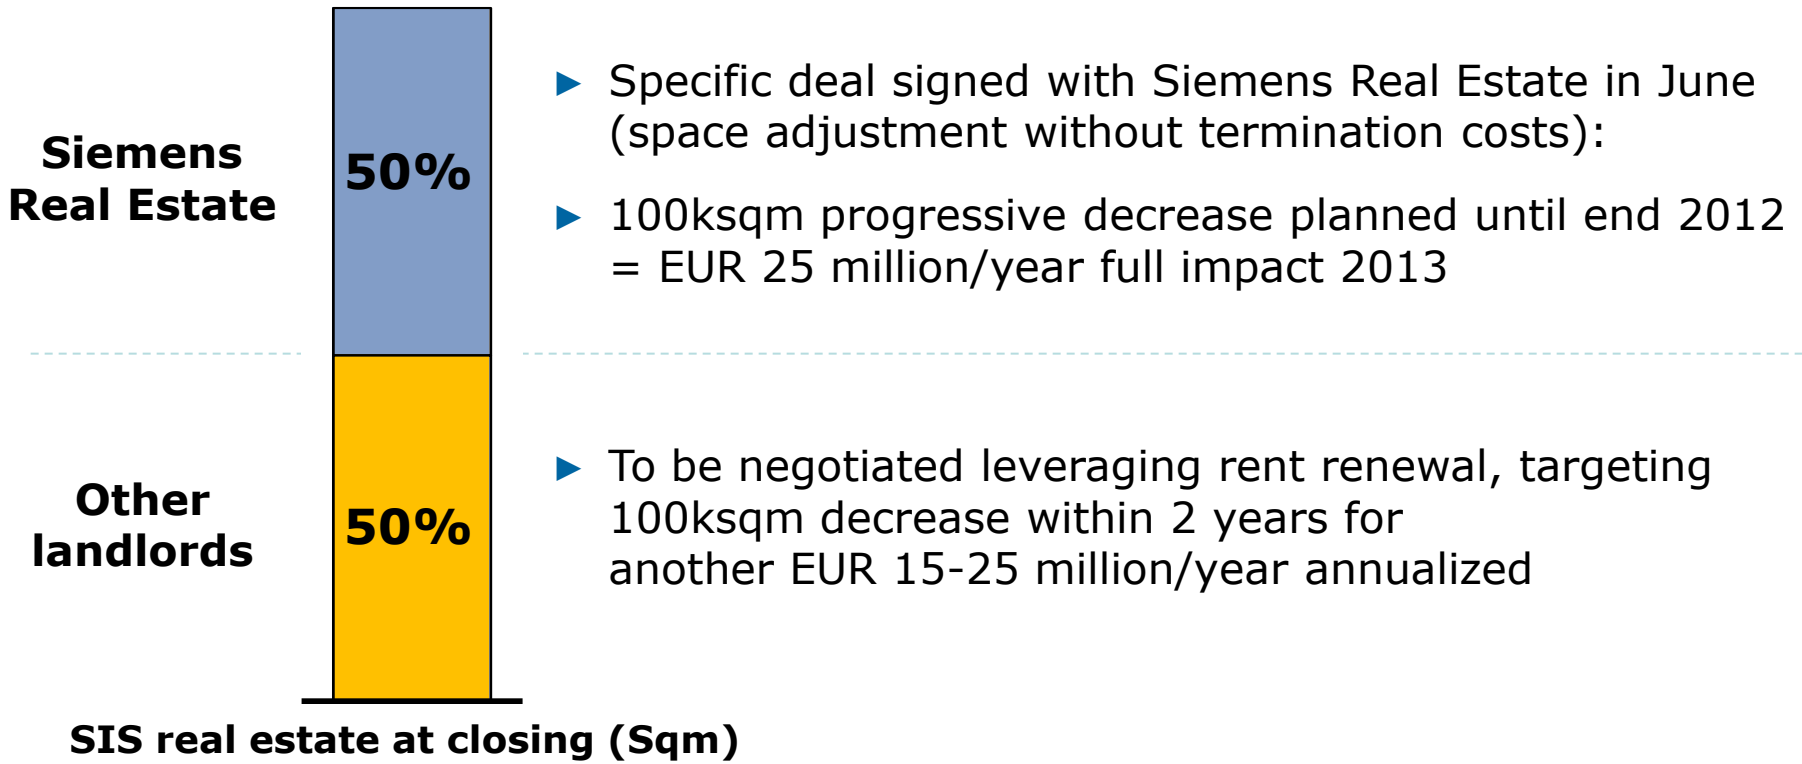 Siemens
Real Estate
50%
► Specific deal signed with Siemens Real Estate in June
(space adjustment without termination costs):
► 100ksqm progressive decrease planned until end 2012
= EUR 25 million/year full impact 2013
Other
landlords
50%
► To be negotiated leveraging rent renewal, targeting
100ksqm decrease within 2 years for
another EUR 15-25 million/year annualized
SIS real estate at closing (Sqm)